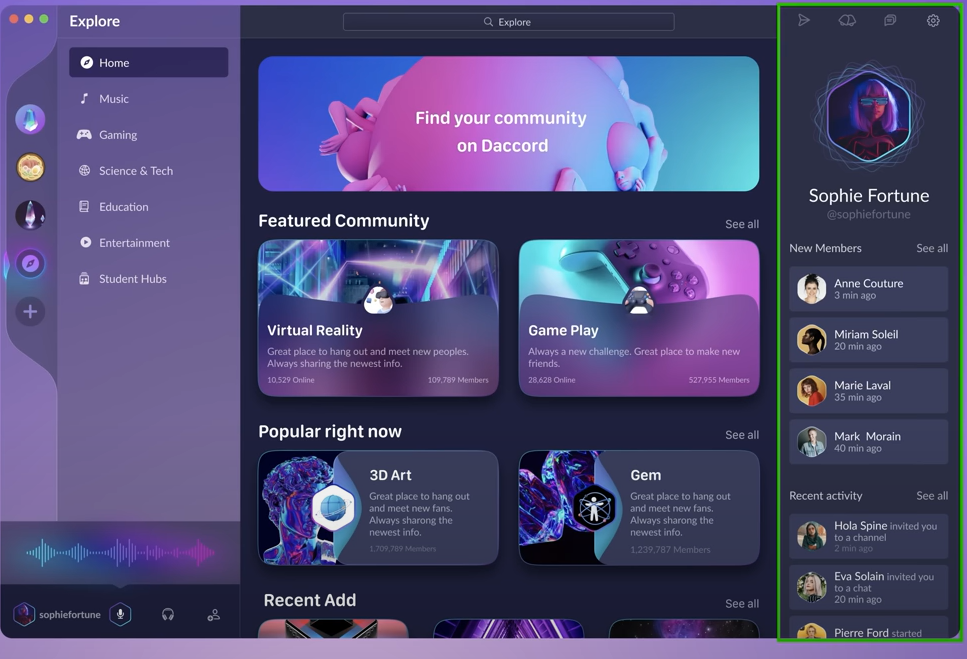 Explore
Explore
Home
Music
Gaming
Science & Tech
Education
Entertainment
Student Hubs
sophiefortune
Find your community
on Daccord
Featured Community
See all
Virtual Reality
Great place to hang out and meet new peoples.
Always sharing the newest info.
10,529 Online
109,789 Members
Game Play
Always a new challenge. Great place to make new
friends.
28,628 Online
527,955 Members
Popular right now
See all
3D Art
Great place to hang out
and meet new fans.
Always sharong the
newest info.
1,709,789 Members
Gem
Great place to hang out
and meet new fans.
Always sharong the
newest info.
1,239,787 Members
Recent Add
See all
Sophie Fortune
@sophiefortune
New Members
See all
Anne Couture
3 min ago
Miriam Soleil
20 min ago
Marie Laval
35 min ago
Mark Morain
40 min ago
Recent activity
See all
Hola Spine invited you
to a channel
2 min ago
Eva Solain invited you
to a chat
20 min ago
Pierre Ford started